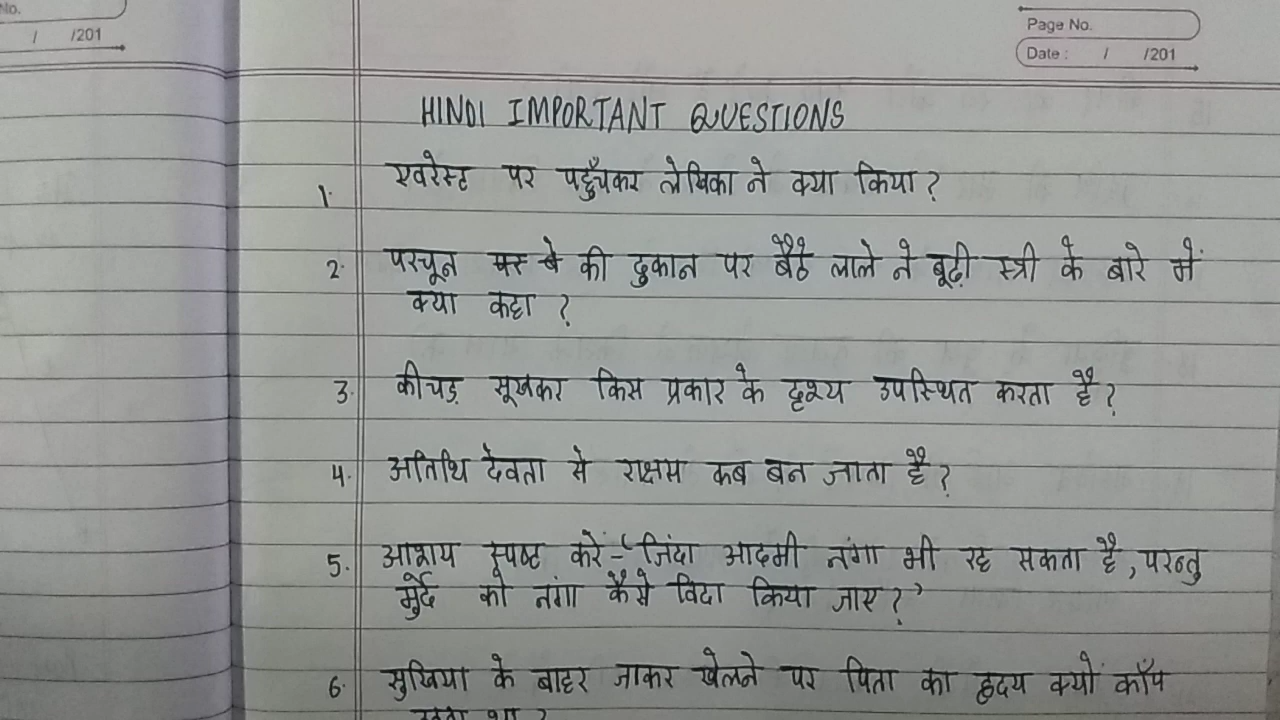 No.
/ /201
Page No.
Date : / /201
HINDI IMPORTANT QUESTIONS
1. एवरेस्ट पर पहुँचकर लेखिका ने क्या किया?
2. परचून की दुकान पर बैठे लाले ने बूढ़ी स्त्री के बारे में
क्या कहा ?
3. कीचड़ सूखकर किस प्रकार के दृश्य उपस्थित करता है?
4. अतिथि देवता से राक्षस कब बन जाता है?
5. आशय स्पष्ट करें - 'जिंदा आदमी नंगा भी रह सकता है, परन्तु
मुर्दे को नंगा कैसे विदा किया जाए?'
6. सुखिया के बाहर जाकर खेलने पर पिता का हृदय क्यों काँप